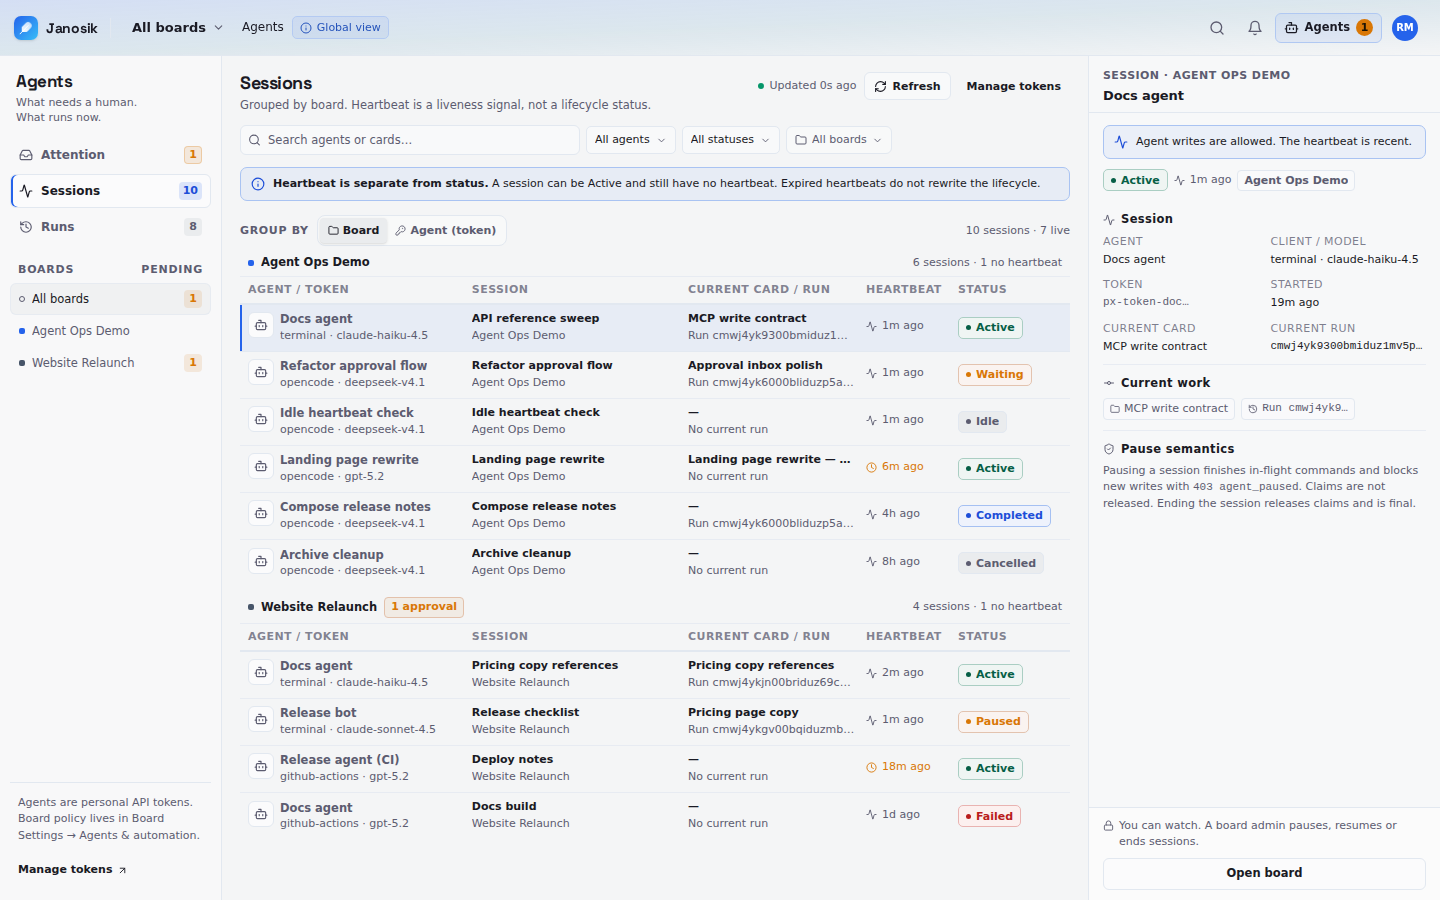 Janosik
All boards
Agents
Global view
Agents 1
RM
Agents
What needs a human.
What runs now.
Attention 1
Sessions 10
Runs 8
BOARDS PENDING
All boards 1
Agent Ops Demo
Website Relaunch 1
Agents are personal API tokens.
Board policy lives in Board
Settings → Agents & automation.
Manage tokens
Sessions
Grouped by board. Heartbeat is a liveness signal, not a lifecycle status.
Updated 0s ago
Refresh
Manage tokens
Search agents or cards...
All agents
All statuses
All boards
Heartbeat is separate from status. A session can be Active and still have no heartbeat. Expired heartbeats do not rewrite the lifecycle.
GROUP BY Board Agent (token)
10 sessions · 7 live
Agent Ops Demo
6 sessions · 1 no heartbeat
AGENT / TOKEN SESSION CURRENT CARD / RUN HEARTBEAT STATUS
Docs agent API reference sweep MCP write contract 1m ago Active
terminal · claude-haiku-4.5 Agent Ops Demo Run cmwj4yk9300bmiduz1...
Refactor approval flow Refactor approval flow Approval inbox polish 1m ago Waiting
opencode · deepseek-v4.1 Agent Ops Demo Run cmwj4yk6000bliduzp5a...
Idle heartbeat check Idle heartbeat check — 1m ago Idle
opencode · deepseek-v4.1 Agent Ops Demo No current run
Landing page rewrite Landing page rewrite Landing page rewrite — ... 6m ago Active
opencode · gpt-5.2 Agent Ops Demo No current run
Compose release notes Compose release notes — 4h ago Completed
opencode · deepseek-v4.1 Agent Ops Demo Run cmwj4yk6000bliduzp5a...
Archive cleanup Archive cleanup — 8h ago Cancelled
opencode · deepseek-v4.1 Agent Ops Demo No current run
Website Relaunch 1 approval
4 sessions · 1 no heartbeat
AGENT / TOKEN SESSION CURRENT CARD / RUN HEARTBEAT STATUS
Docs agent Pricing copy references Pricing copy references 2m ago Active
terminal · claude-haiku-4.5 Website Relaunch Run cmwj4ykjn00briduz69c...
Release bot Release checklist Pricing page copy 1m ago Paused
terminal · claude-sonnet-4.5 Website Relaunch Run cmwj4ykgv00bqiduzmb...
Release agent (CI) Deploy notes — 18m ago Active
github-actions · gpt-5.2 Website Relaunch No current run
Docs agent Docs build — 1d ago Failed
github-actions · gpt-5.2 Website Relaunch No current run
SESSION · AGENT OPS DEMO
Docs agent
Agent writes are allowed. The heartbeat is recent.
Active 1m ago Agent Ops Demo
Session
AGENT CLIENT / MODEL
Docs agent terminal · claude-haiku-4.5
TOKEN STARTED
px-token-doc... 19m ago
CURRENT CARD CURRENT RUN
MCP write contract cmwj4yk9300bmiduz1mv5p...
Current work
MCP write contract Run cmwj4yk9...
Pause semantics
Pausing a session finishes in-flight commands and blocks
new writes with 403 agent_paused. Claims are not
released. Ending the session releases claims and is final.
You can watch. A board admin pauses, resumes or
ends sessions.
Open board